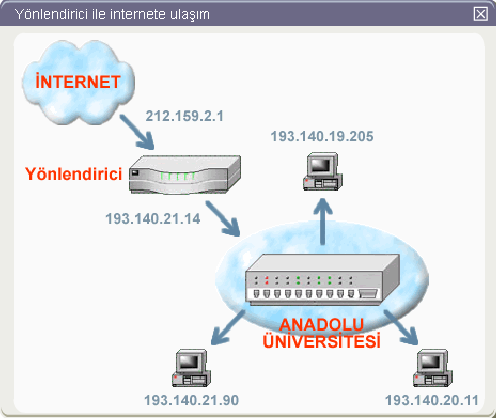 Yönlendirici ile internete ulaşım
İNTERNET
212.159.2.1
193.140.19.205
Yönlendirici
193.140.21.14
ANADOLU
ÜNİVERSİTESİ
193.140.21.90
193.140.20.11